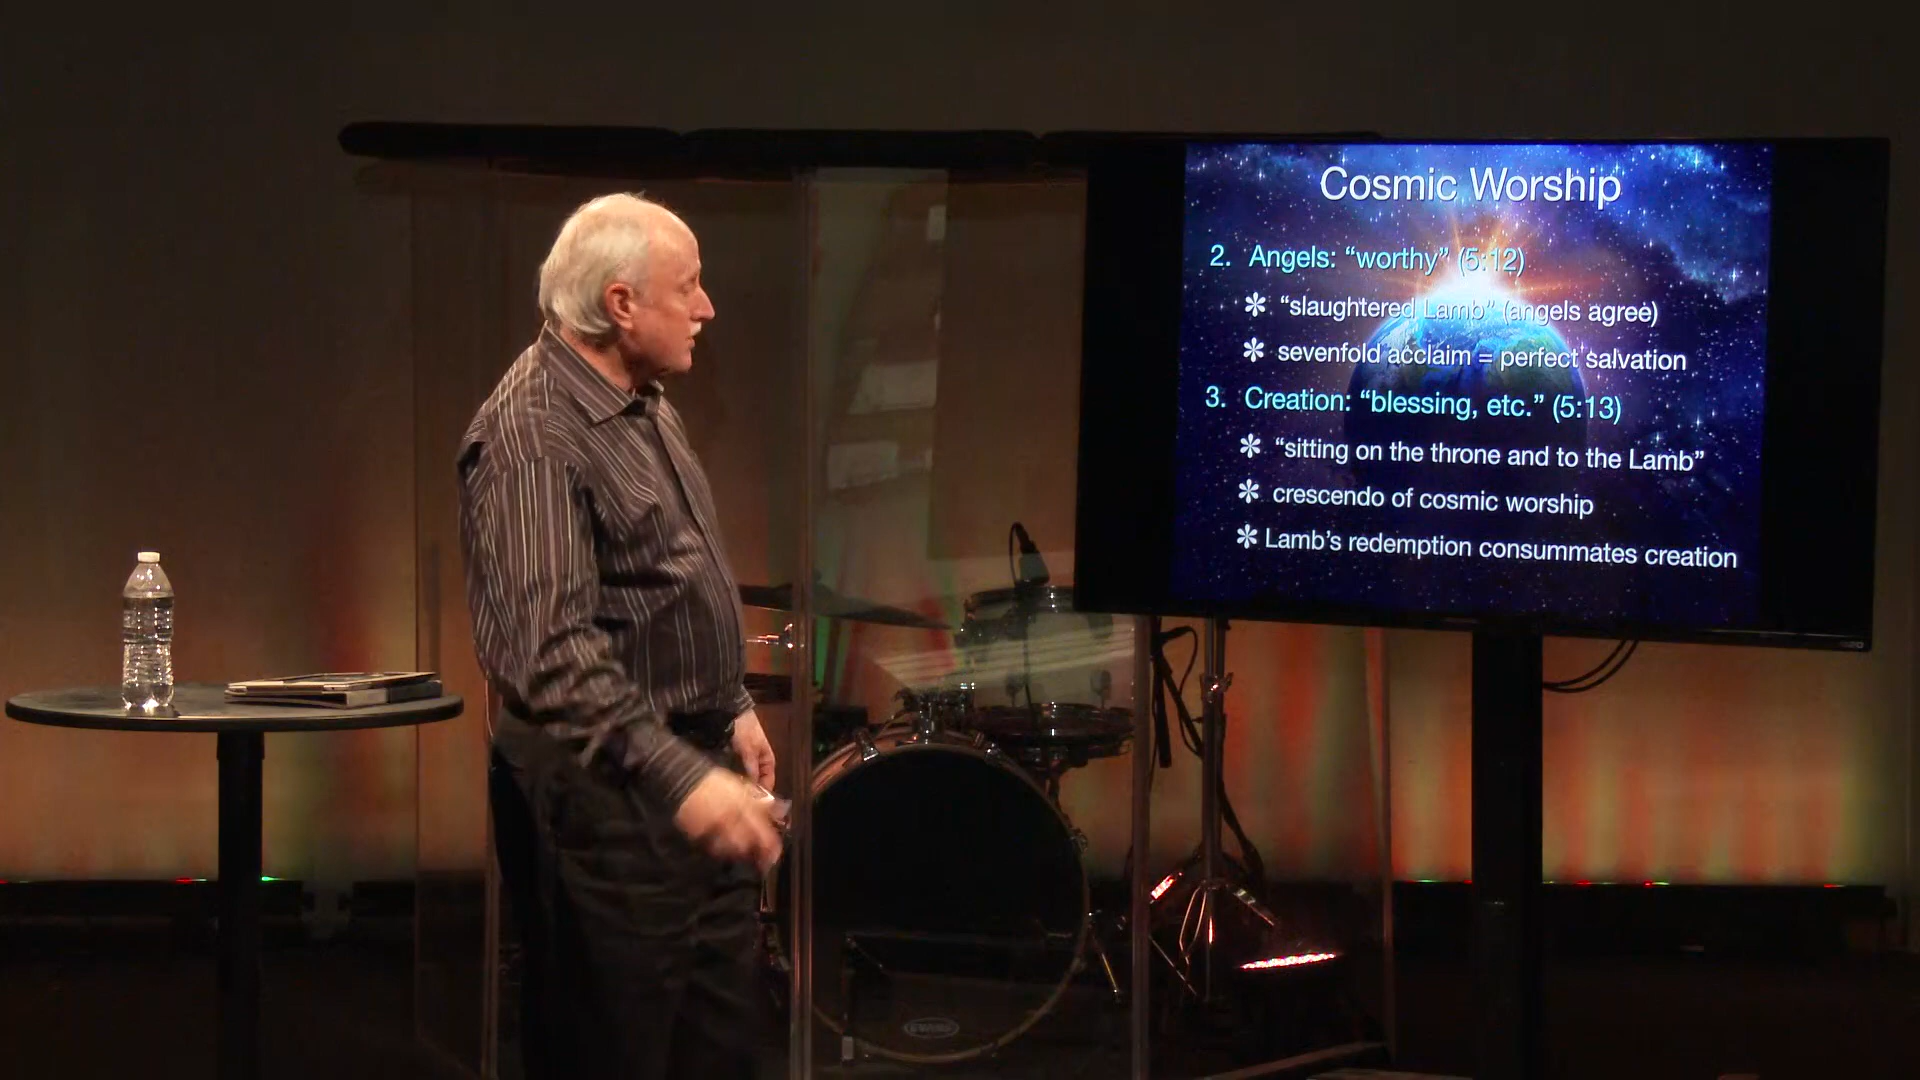 Cosmic Worship
2. Angels: “worthy” (5:12)
✻ “slaughtered Lamb” (angels agree)
✻ sevenfold acclaim = perfect salvation
3. Creation: “blessing, etc.” (5:13)
✻ “sitting on the throne and to the Lamb”
✻ crescendo of cosmic worship
✻ Lamb’s redemption consummates creation